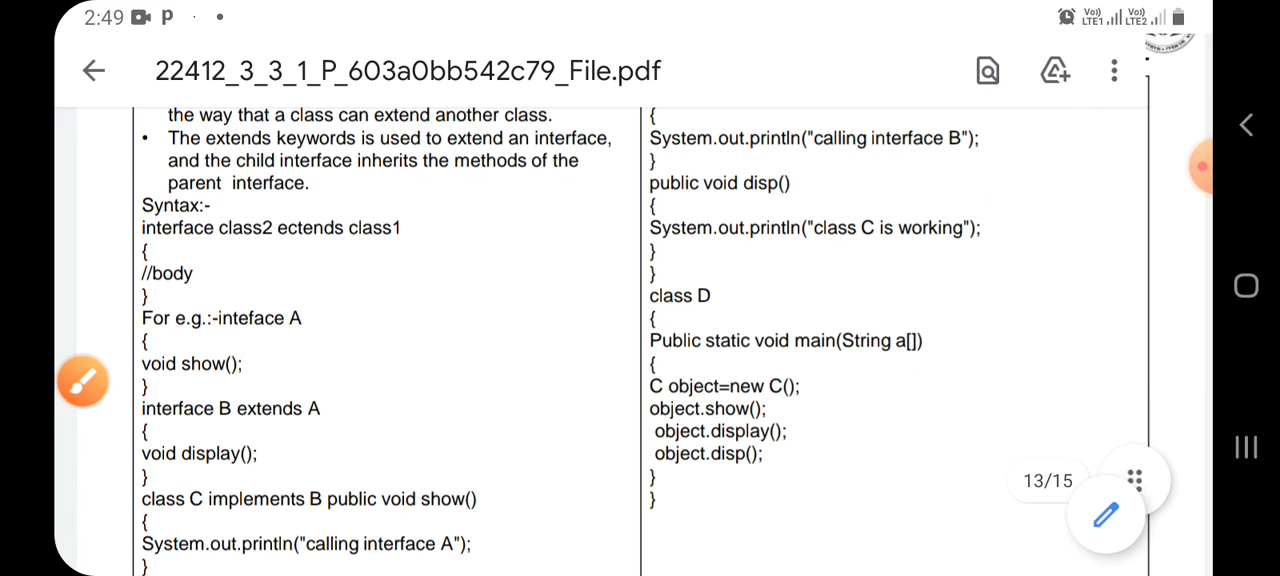 2:49
Vo)) LTE1 Vo)) LTE2
22412_3_3_1_P_603a0bb542c79_File.pdf
the way that a class can extend another class.
• The extends keywords is used to extend an interface,
and the child interface inherits the methods of the
parent interface.
Syntax:-
interface class2 ectends class1
{
//body
}
For e.g.:-inteface A
{
void show();
}
interface B extends A
{
void display();
}
class C implements B public void show()
{
System.out.println("calling interface A");
}
{
System.out.println("calling interface B");
}
public void disp()
{
System.out.println("class C is working");
}
}
class D
{
Public static void main(String a[])
{
C object=new C();
object.show();
object.display();
object.disp();
}
}
13/15